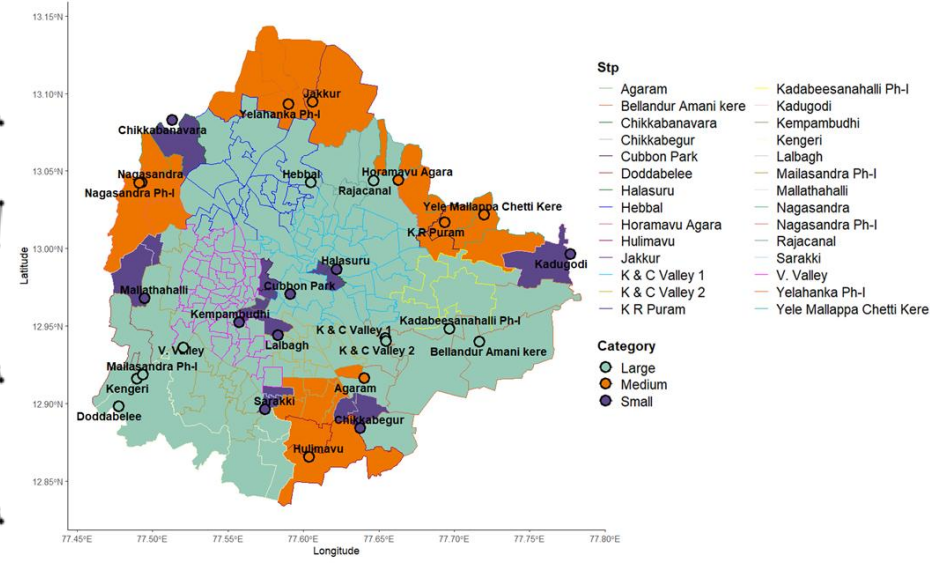 13.15°N
13.10°N
13.05°N
13.00°N
12.95°N
12.90°N
12.85°N
Latitude
77.45°E 77.50°E 77.55°E 77.60°E 77.65°E 77.70°E 77.75°E 77.80°E
Longitude
Jakkur
Yelahanka Ph-I
Chikkabanavara
Nagasandra
Nagasandra Ph-I
Hebbal
Horamavu Agara
Rajacanal
Yele Mallappa Chetti Kere
K R Puram
Kadugodi
Halasuru
Cubbon Park
Mallathahalli
Kempambudhi
Lalbagh
K & C Valley 1
K & C Valley 2
Kadabeesanahalli Ph-I
Bellandur Amani kere
V. Valley
Mailasandra Ph-I
Kengeri
Doddabelee
Agaram
Sarakki
Chikkabegur
Hulimavu
Stp
Agaram
Bellandur Amani kere
Chikkabanavara
Chikkabegur
Cubbon Park
Doddabelee
Halasuru
Hebbal
Horamavu Agara
Hulimavu
Jakkur
K & C Valley 1
K & C Valley 2
K R Puram
Kadabeesanahalli Ph-I
Kadugodi
Kempambudhi
Kengeri
Lalbagh
Mailasandra Ph-I
Mallathahalli
Nagasandra
Nagasandra Ph-I
Rajacanal
Sarakki
V. Valley
Yelahanka Ph-I
Yele Mallappa Chetti Kere
Category
Large
Medium
Small